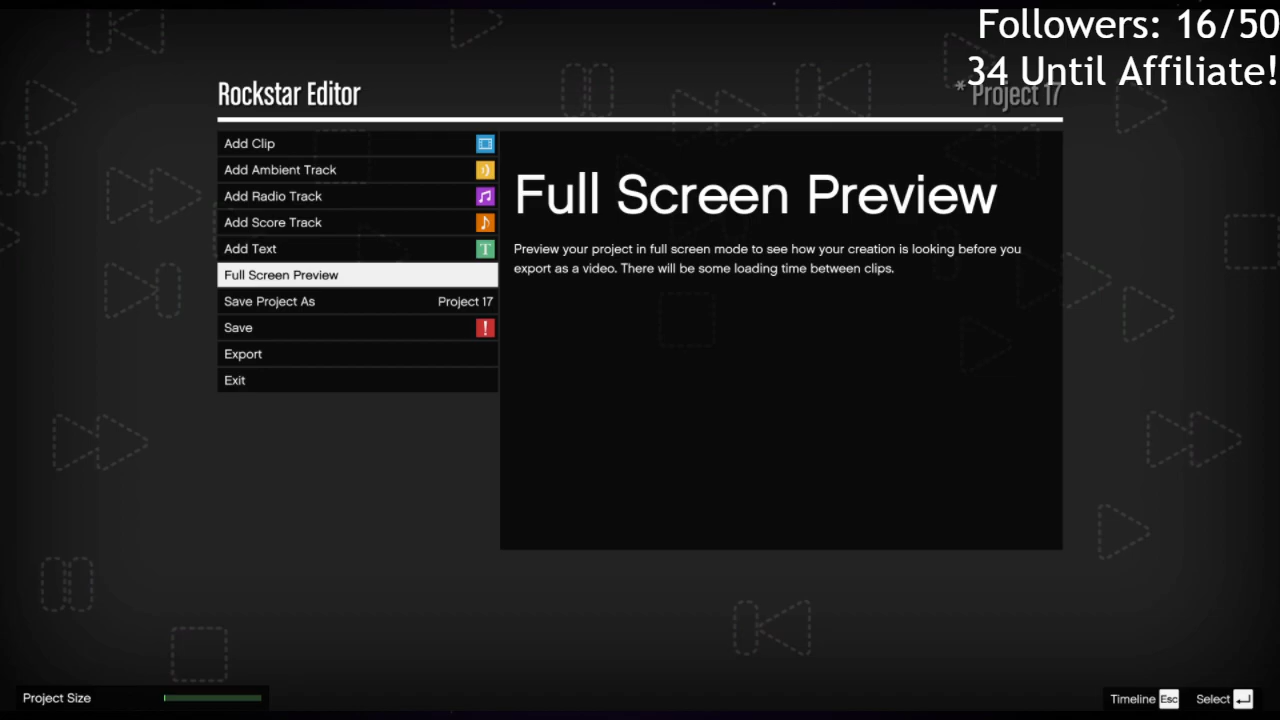 Followers: 16/50
34 Until Affiliate!
Rockstar Editor
* Project 17
Add Clip
Add Ambient Track
Add Radio Track
Add Score Track
Add Text
T
Full Screen Preview
Save Project As Project 17
Save !
Export
Exit
Full Screen Preview
Preview your project in full screen mode to see how your creation is looking before you
export as a video. There will be some loading time between clips.
Project Size
Timeline Esc Select